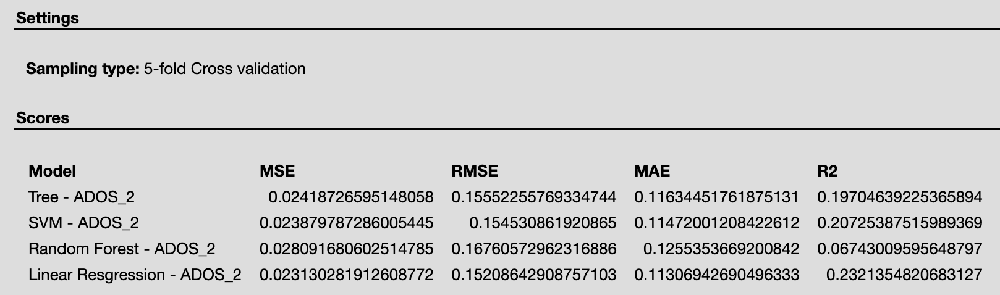 Settings
Sampling type: 5-fold Cross validation
Scores
Model MSE RMSE MAE R2
Tree - ADOS_2 0.02418726595148058 0.15552255769334744 0.11634451761875131 0.19704639225365894
SVM - ADOS_2 0.023879787286005445 0.154530861920865 0.11472001208422612 0.20725387515989369
Random Forest - ADOS_2 0.028091680602514785 0.16760572962316886 0.1255353669200842 0.06743009595648797
Linear Resgression - ADOS_2 0.023130281912608772 0.15208642908757103 0.11306942690496333 0.2321354820683127